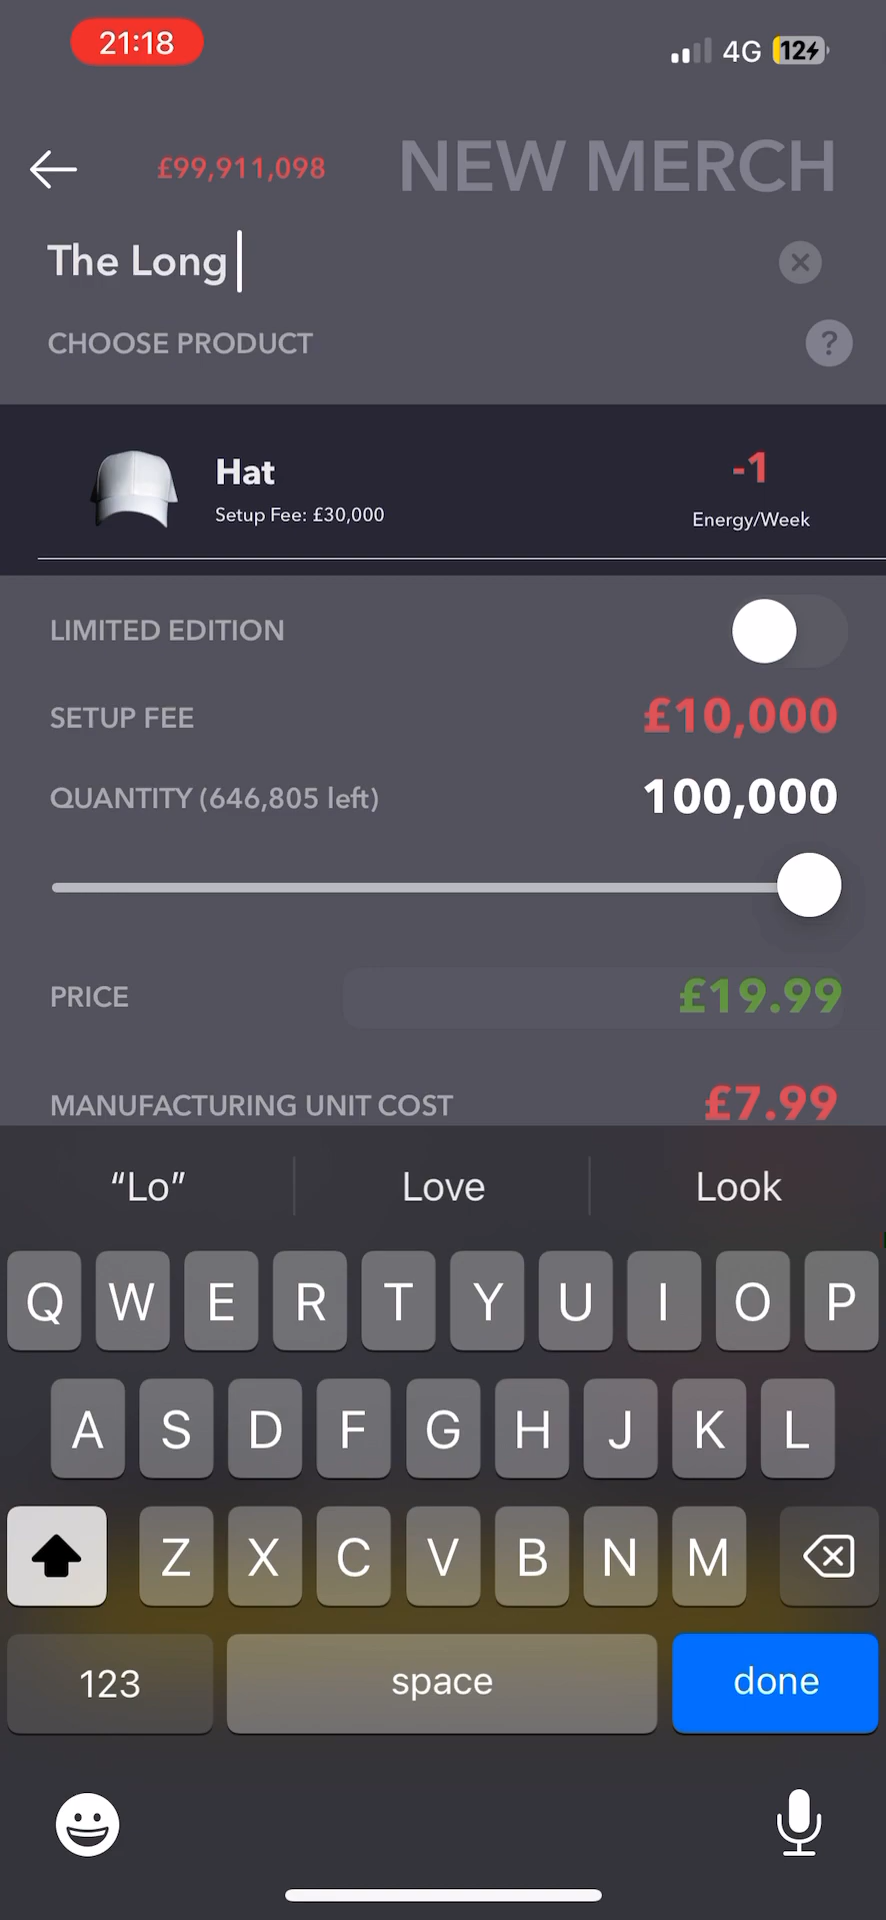 21:18
4G 12
£99,911,098 NEW MERCH
The Long
CHOOSE PRODUCT ?
Hat -1
Setup Fee: £30,000 Energy/Week
LIMITED EDITION
SETUP FEE £10,000
QUANTITY (646,805 left) 100,000
PRICE £19.99
MANUFACTURING UNIT COST £7.99
“Lo” Love Look
Q W E R T Y U I O P
A S D F G H J K L
Z X C V B N M
123 space done